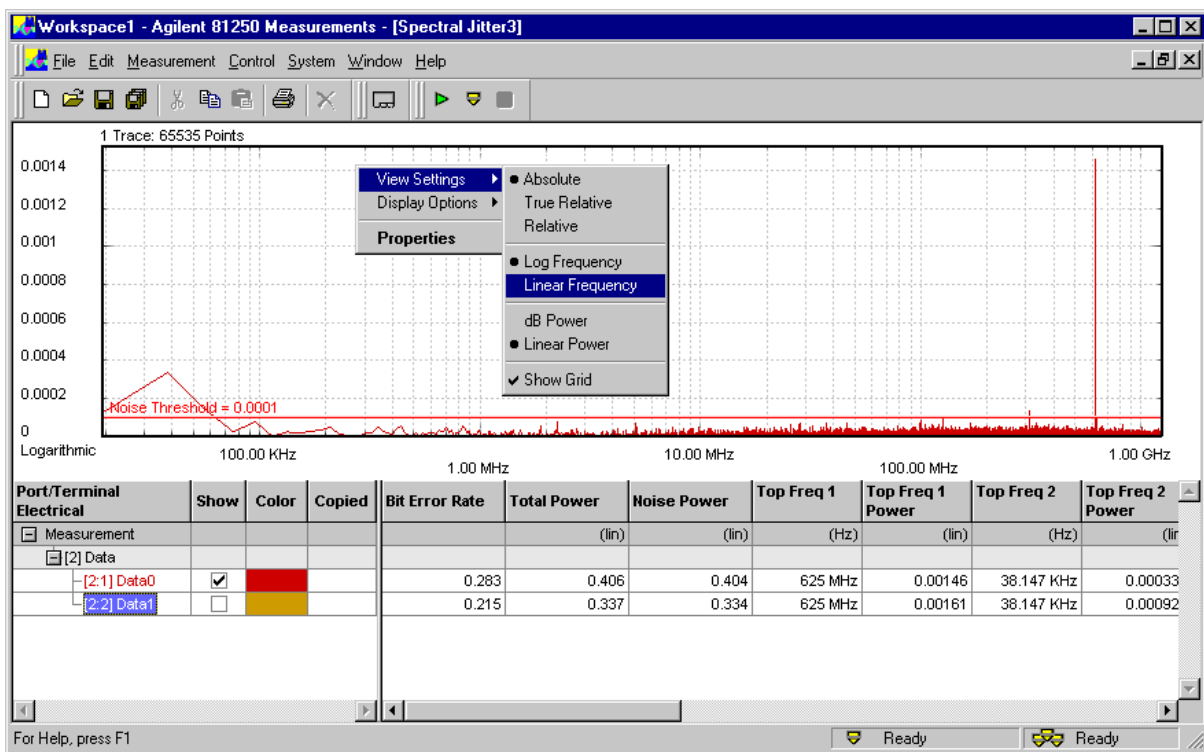 Workspace1 - Agilent 81250 Measurements - [Spectral Jitter3]
File Edit Measurement Control System Window Help
1 Trace: 65535 Points
0.0014
0.0012
0.001
0.0008
0.0006
0.0004
0.0002
0
Noise Threshold = 0.0001
View Settings
Display Options
Properties
Absolute
True Relative
Relative
Log Frequency
Linear Frequency
dB Power
Linear Power
Show Grid
Logarithmic 100.00 KHz 1.00 MHz 10.00 MHz 100.00 MHz 1.00 GHz
Port/Terminal Electrical Show Color Copied Bit Error Rate Total Power Noise Power Top Freq 1 Top Freq 1 Power Top Freq 2 Top Freq 2 Power
Measurement (lin) (lin) (Hz) (lin) (Hz) (lin
[2] Data
[2:1] Data0 0.283 0.406 0.404 625 MHz 0.00146 38.147 KHz 0.00033
[2:2] Data1 0.215 0.337 0.334 625 MHz 0.00161 38.147 KHz 0.00092
For Help, press F1 Ready Ready